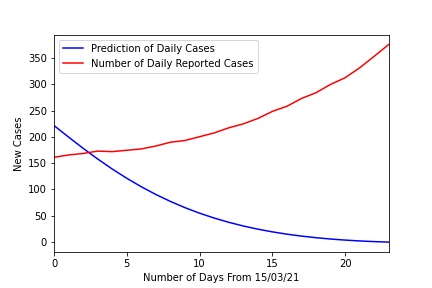 Prediction of Daily Cases
Number of Daily Reported Cases
350
300
250
200
150
100
50
0
New Cases
0 5 10 15 20
Number of Days From 15/03/21